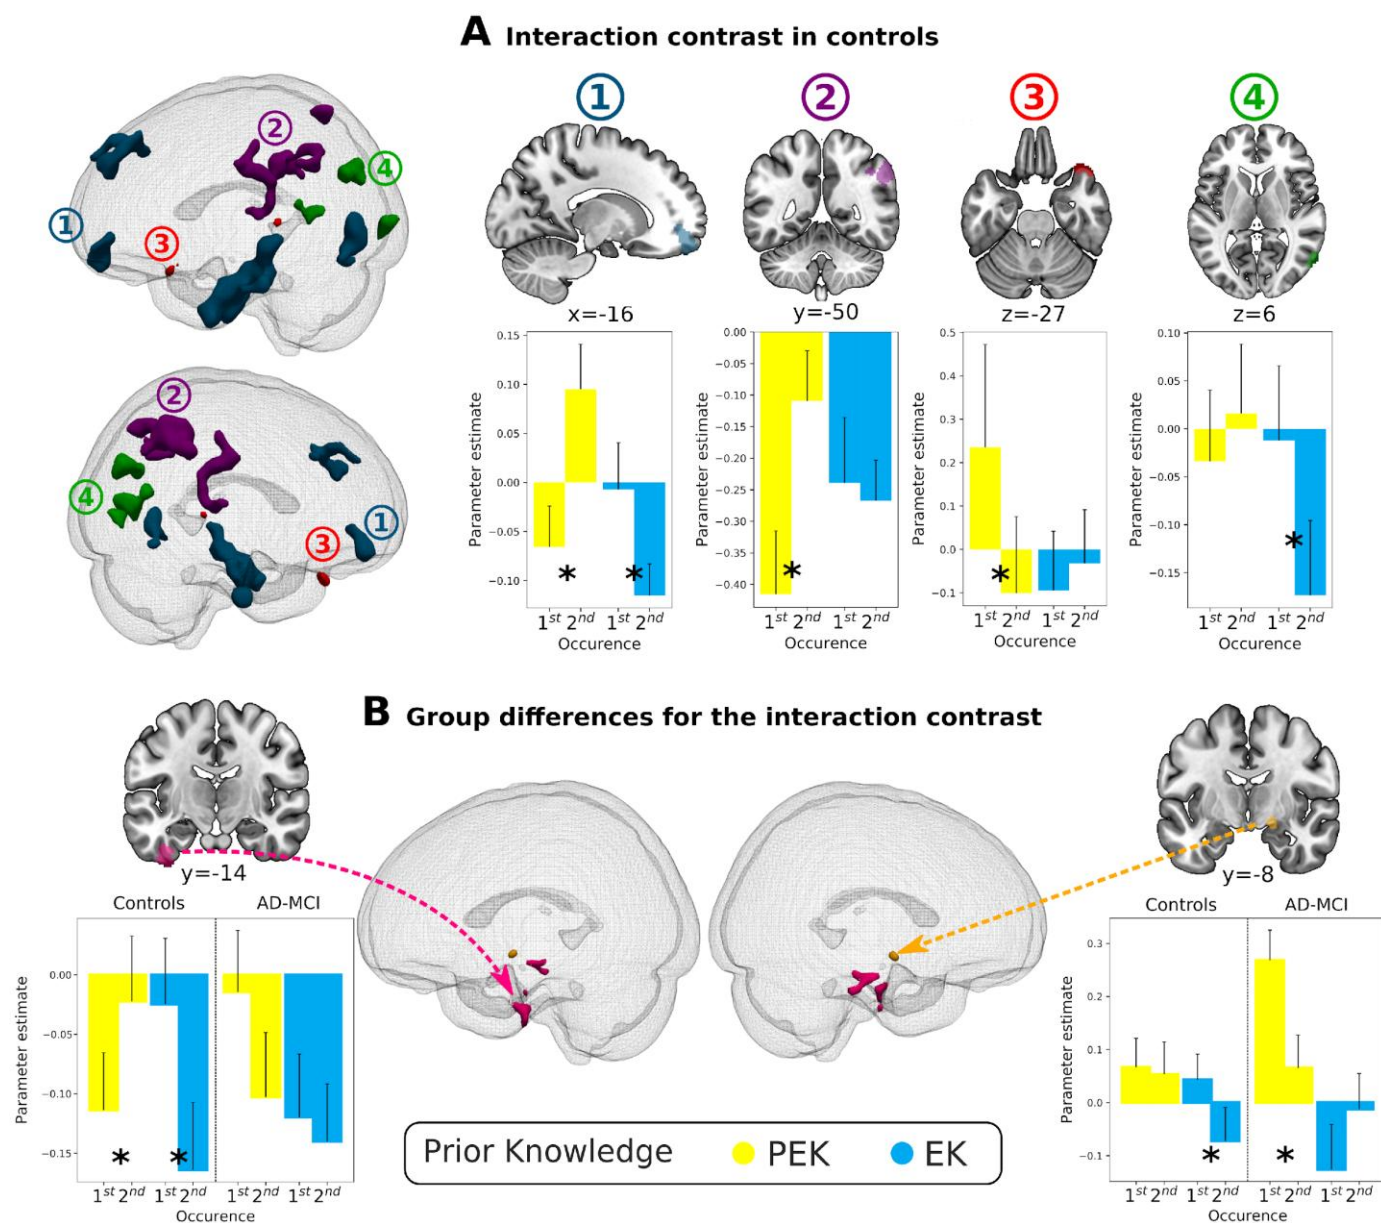 A Interaction contrast in controls
1
2
3
4
2
4
1
3
x=-16
y=-50
z=-27
z=6
2
4
1
3
Parameter estimate
0.15
0.10
0.05
0.00
−0.05
−0.10
1st 2nd 1st 2nd
Occurence
Parameter estimate
0.00
−0.05
−0.10
−0.15
−0.20
−0.25
−0.30
−0.35
−0.40
1st 2nd 1st 2nd
Occurence
Parameter estimate
0.5
0.4
0.3
0.2
0.1
0.0
−0.1
1st 2nd 1st 2nd
Occurence
Parameter estimate
0.10
0.05
0.00
−0.05
−0.10
−0.15
1st 2nd 1st 2nd
Occurence
* * * * *
B Group differences for the interaction contrast
y=-14
y=-8
Controls AD-MCI
Parameter estimate
0.00
−0.05
−0.10
−0.15
* *
1st 2nd 1st 2nd 1st 2nd 1st 2nd
Occurence
Controls AD-MCI
Parameter estimate
0.3
0.2
0.1
0.0
−0.1
* *
1st 2nd 1st 2nd 1st 2nd 1st 2nd
Occurence
Prior Knowledge PEK EK